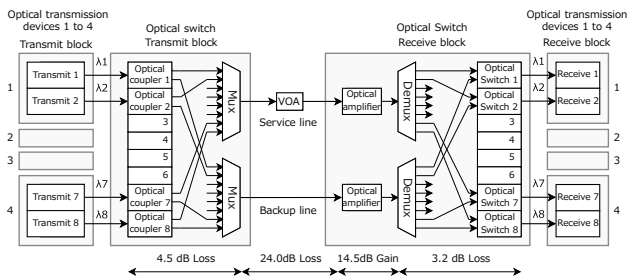 Optical transmission
devices 1 to 4
Transmit block
Optical switch
Transmit block
Optical Switch
Receive block
Optical transmission
devices 1 to 4
Receive block
1
Transmit 1
Transmit 2
λ1
λ2
Optical
coupler 1
Optical
coupler 2
3
4
5
6
Optical
coupler 7
Optical
coupler 8
2
3
4
Transmit 7
Transmit 8
λ7
λ8
Mux
Mux
VOA
Service line
Backup line
Optical
amplifier
Optical
amplifier
Demux
Demux
Optical
Switch 1
Optical
Switch 2
3
4
5
6
Optical
Switch 7
Optical
Switch 8
λ1
λ2
Receive 1
Receive 2
1
2
3
λ7
λ8
Receive 7
Receive 8
4
4.5 dB Loss
24.0dB Loss
14.5dB Gain
3.2 dB Loss